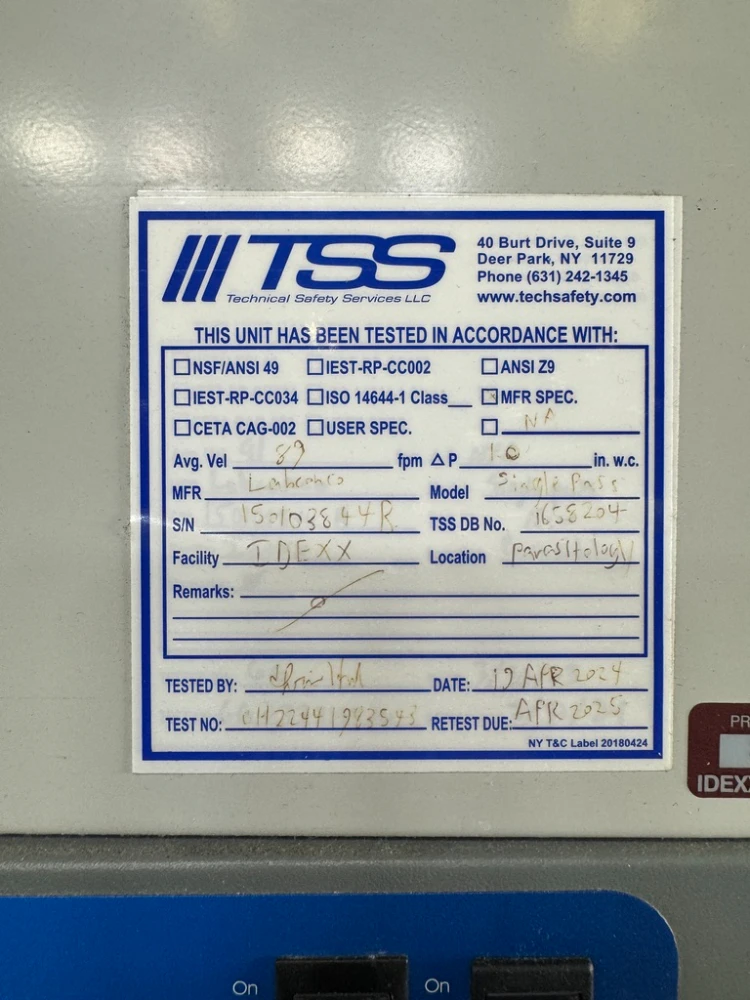 TSS
Technical Safety Services LLC
40 Burt Drive, Suite 9
Deer Park, NY 11729
Phone (631) 242-1345
www.techsafety.com
THIS UNIT HAS BEEN TESTED IN ACCORDANCE WITH:
NSF/ANSI 49 IEST-RP-CC002 ANSI Z9
IEST-RP-CC034 ISO 14644-1 Class MFR SPEC.
CETA CAG-002 USER SPEC. NA
Avg. Vel 89 fpm ΔP 1.0 in. w.c.
MFR Labconco Model Single Pass
S/N 150103844R TSS DB No. 1658204
Facility IDEXX Location Parasitology
Remarks:
TESTED BY: DATE: 19 APR 2024
TEST NO: RETEST DUE: APR 2025
NY T&C Label 20180424
PR
IDEX
On On